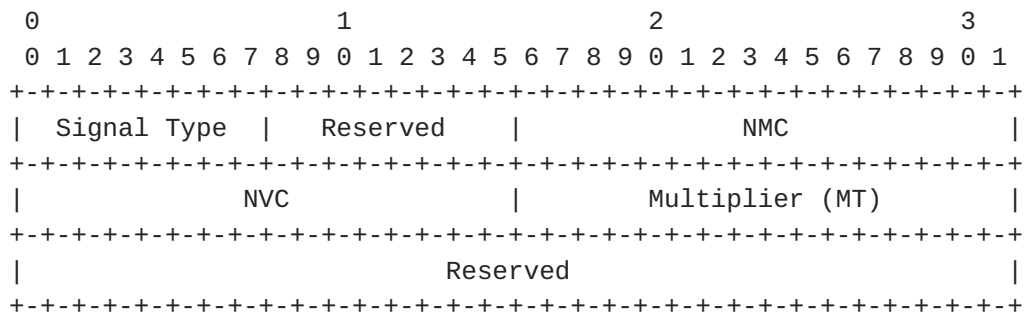 0                   1                   2                   3
 0 1 2 3 4 5 6 7 8 9 0 1 2 3 4 5 6 7 8 9 0 1 2 3 4 5 6 7 8 9 0 1
+-+-+-+-+-+-+-+-+-+-+-+-+-+-+-+-+-+-+-+-+-+-+-+-+-+-+-+-+-+-+-+-+
|  Signal Type  |   Reserved    |              NMC              |
+-+-+-+-+-+-+-+-+-+-+-+-+-+-+-+-+-+-+-+-+-+-+-+-+-+-+-+-+-+-+-+-+
|              NVC              |        Multiplier (MT)        |
+-+-+-+-+-+-+-+-+-+-+-+-+-+-+-+-+-+-+-+-+-+-+-+-+-+-+-+-+-+-+-+-+
|                           Reserved                            |
+-+-+-+-+-+-+-+-+-+-+-+-+-+-+-+-+-+-+-+-+-+-+-+-+-+-+-+-+-+-+-+-+